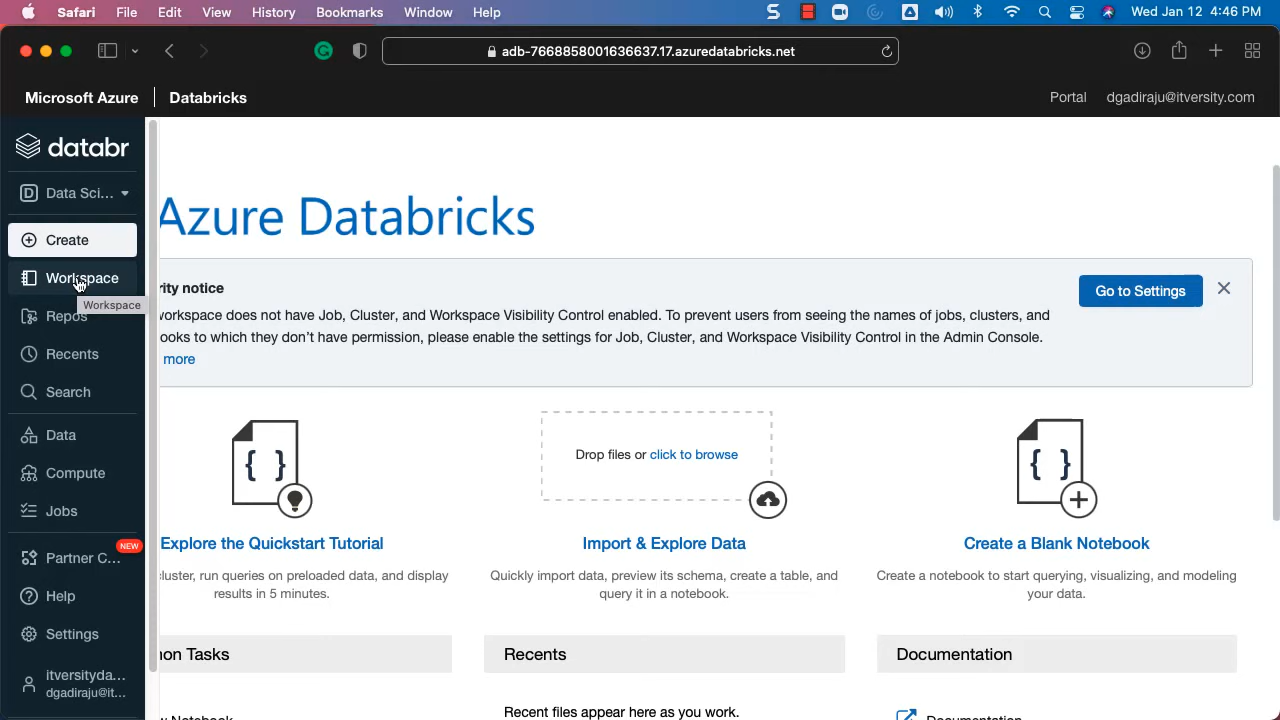 Safari File Edit View History Bookmarks Window Help S Wed Jan 12 4:46 PM
adb-7668858001636637.17.azuredatabricks.net
Microsoft Azure Databricks Portal dgadiraju@itversity.com
databr
D Data Sci...
Create
Workspace
Workspace
Repos
Recents
Search
Data
Compute
Jobs
Partner C... NEW
Help
Settings
itversityda...
dgadiraju@it...
Azure Databricks
rity notice
workspace does not have Job, Cluster, and Workspace Visibility Control enabled. To prevent users from seeing the names of jobs, clusters, and
ooks to which they don't have permission, please enable the settings for Job, Cluster, and Workspace Visibility Control in the Admin Console.
more
Go to Settings
{ }
Explore the Quickstart Tutorial
cluster, run queries on preloaded data, and display
results in 5 minutes.
Drop files or click to browse
Import & Explore Data
Quickly import data, preview its schema, create a table, and
query it in a notebook.
{ }
Create a Blank Notebook
Create a notebook to start querying, visualizing, and modeling
your data.
mon Tasks
Notebook
Recents
Recent files appear here as you work.
Documentation
Documentation